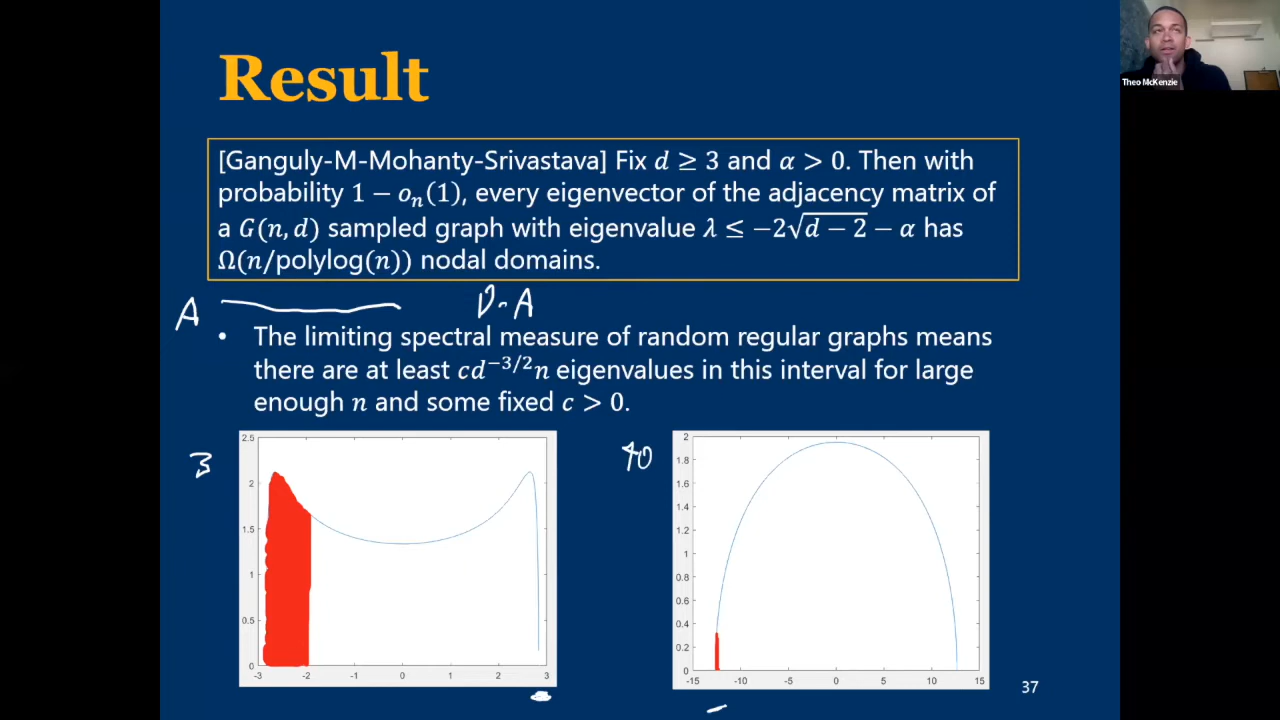 Theo McKenzie
Result
[Ganguly-M-Mohanty-Srivastava] Fix d ≥ 3 and α > 0. Then with
probability 1 − oₙ(1), every eigenvector of the adjacency matrix of
a G(n, d) sampled graph with eigenvalue λ ≤ −2√(d − 2) − α has
Ω(n/polylog(n)) nodal domains.
A D-A
• The limiting spectral measure of random regular graphs means
there are at least cd^{−3/2}n eigenvalues in this interval for large
enough n and some fixed c > 0.
3
2.5
2
1.5
1
0.5
0
-3 -2 -1 0 1 2 3
40
2
1.8
1.6
1.4
1.2
1
0.8
0.6
0.4
0.2
0
-15 -10 -5 0 5 10 15
37